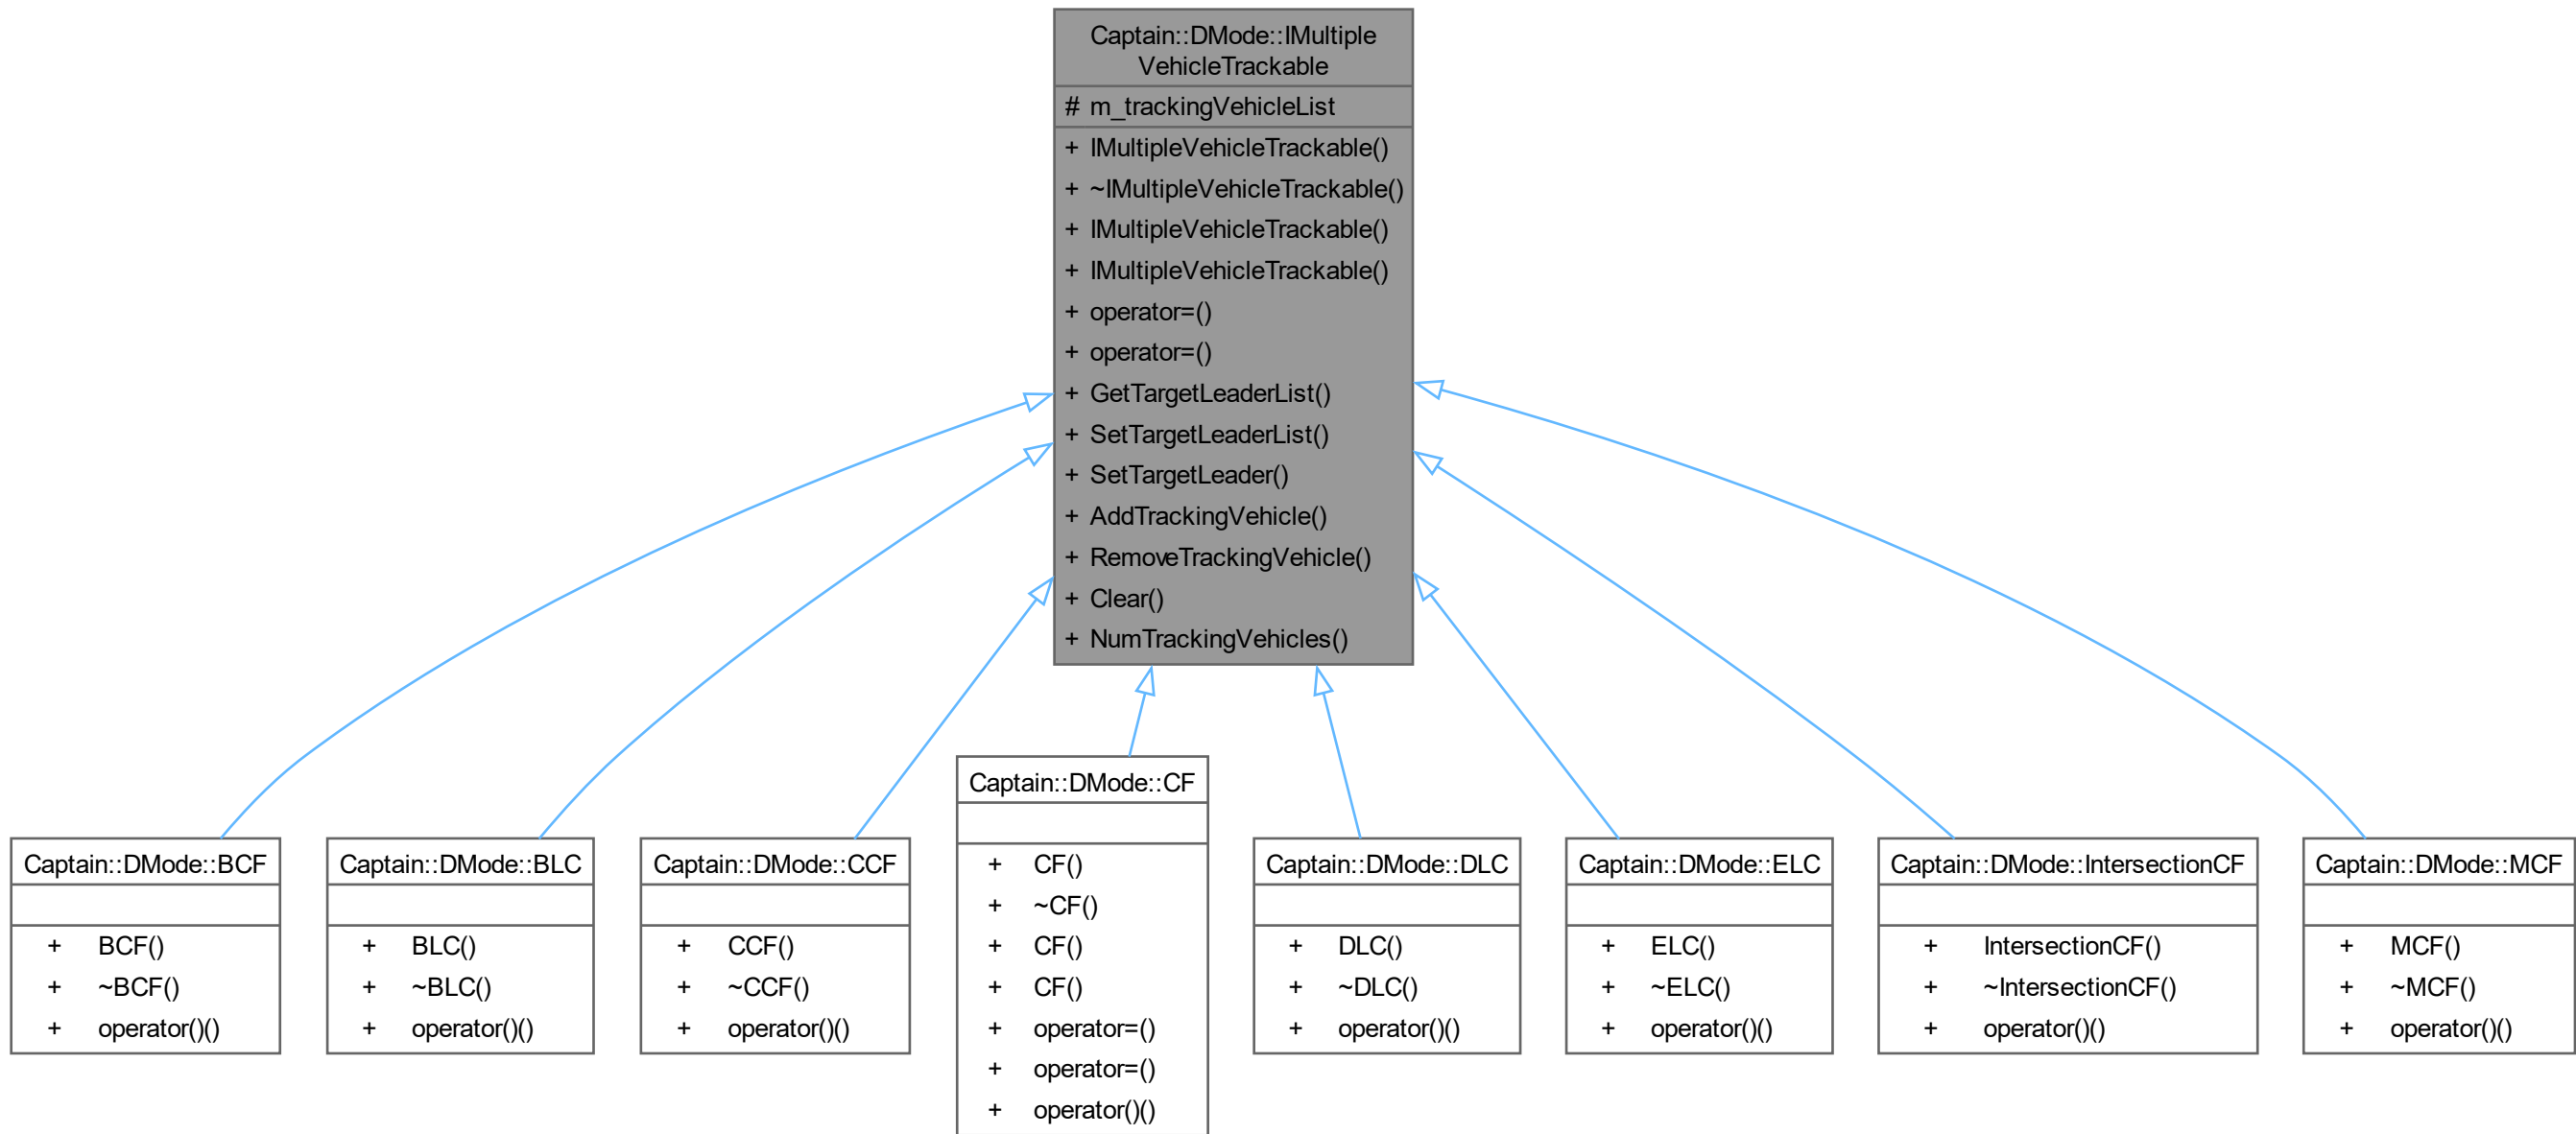 Captain::DMode::IMultiple
VehicleTrackable
# m_trackingVehicleList
+ IMultipleVehicleTrackable()
+ ~IMultipleVehicleTrackable()
+ IMultipleVehicleTrackable()
+ IMultipleVehicleTrackable()
+ operator=()
+ operator=()
+ GetTargetLeaderList()
+ SetTargetLeaderList()
+ SetTargetLeader()
+ AddTrackingVehicle()
+ RemoveTrackingVehicle()
+ Clear()
+ NumTrackingVehicles()
Captain::DMode::BCF
+ BCF()
+ ~BCF()
+ operator()()
Captain::DMode::BLC
+ BLC()
+ ~BLC()
+ operator()()
Captain::DMode::CCF
+ CCF()
+ ~CCF()
+ operator()()
Captain::DMode::CF
+ CF()
+ ~CF()
+ CF()
+ CF()
+ operator=()
+ operator=()
+ operator()()
Captain::DMode::DLC
+ DLC()
+ ~DLC()
+ operator()()
Captain::DMode::ELC
+ ELC()
+ ~ELC()
+ operator()()
Captain::DMode::IntersectionCF
+ IntersectionCF()
+ ~IntersectionCF()
+ operator()()
Captain::DMode::MCF
+ MCF()
+ ~MCF()
+ operator()()